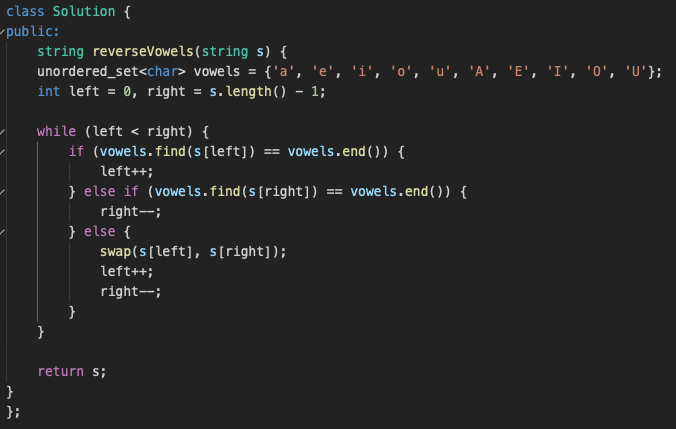 class Solution {
public:
    string reverseVowels(string s) {
    unordered_set<char> vowels = {'a', 'e', 'i', 'o', 'u', 'A', 'E', 'I', 'O', 'U'};
    int left = 0, right = s.length() - 1;

    while (left < right) {
        if (vowels.find(s[left]) == vowels.end()) {
            left++;
        } else if (vowels.find(s[right]) == vowels.end()) {
            right--;
        } else {
            swap(s[left], s[right]);
            left++;
            right--;
        }
    }

    return s;
}
};